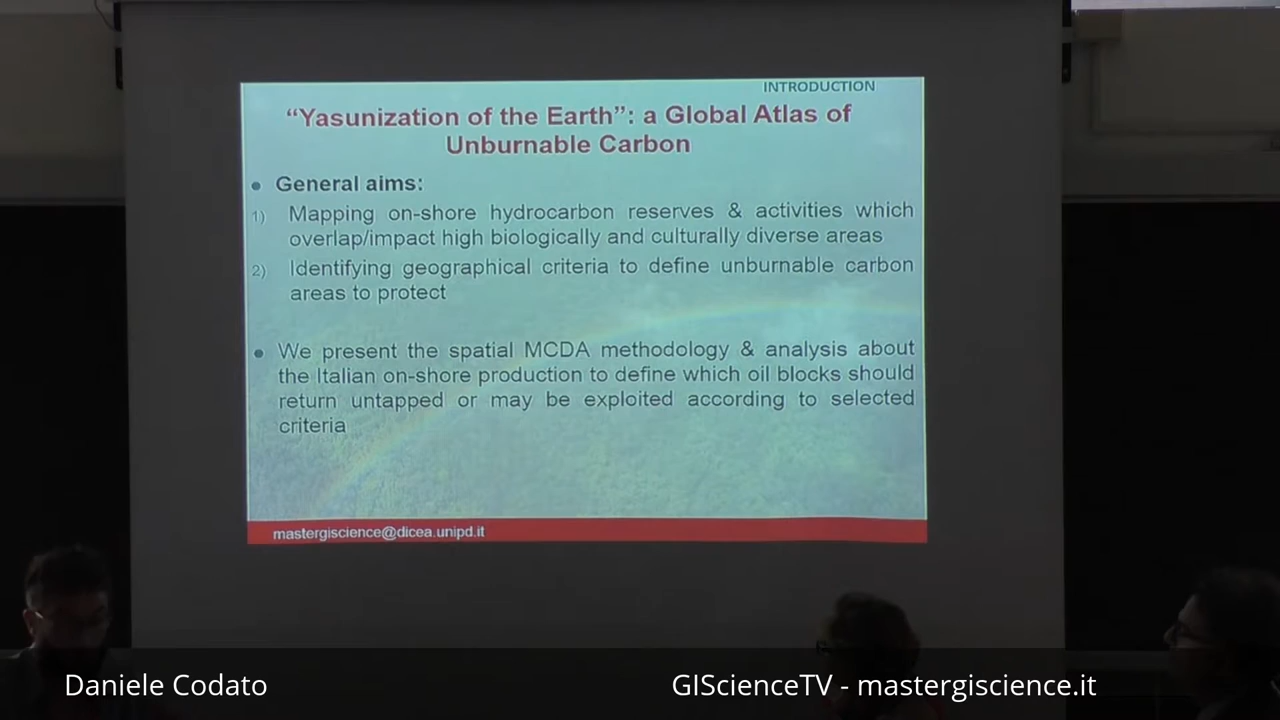 INTRODUCTION
“Yasunization of the Earth”: a Global Atlas of
Unburnable Carbon
• General aims:
1) Mapping on-shore hydrocarbon reserves & activities which
overlap/impact high biologically and culturally diverse areas
2) Identifying geographical criteria to define unburnable carbon
areas to protect
• We present the spatial MCDA methodology & analysis about
the Italian on-shore production to define which oil blocks should
return untapped or may be exploited according to selected
criteria
mastergiscience@dicea.unipd.it
Daniele Codato
GIScienceTV - mastergiscience.it